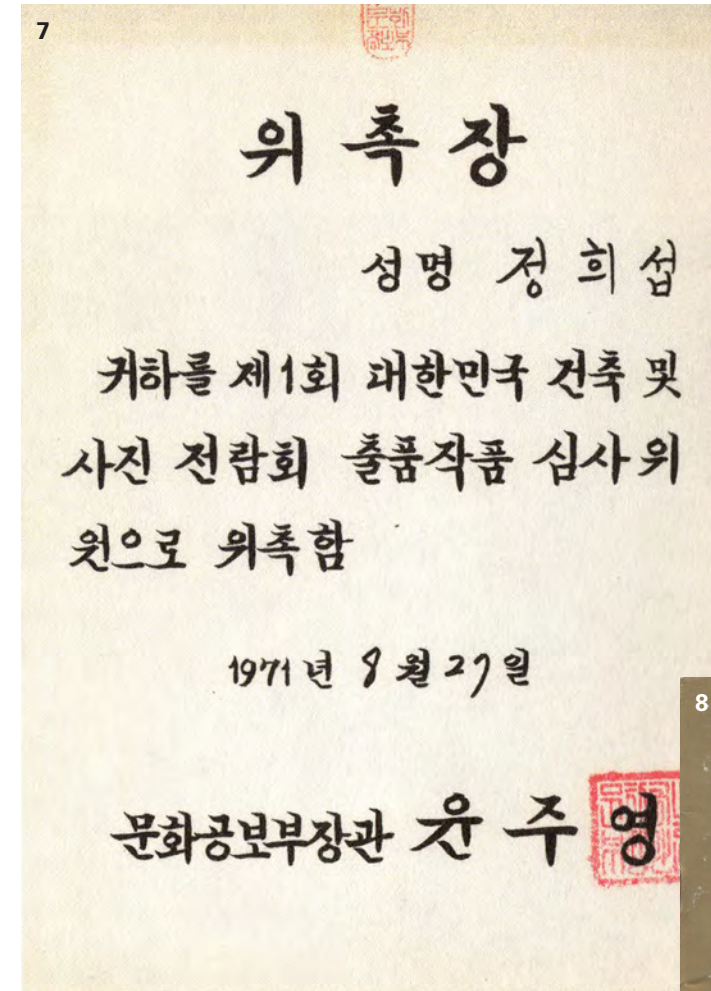 7
위촉장
성명 정희섭
귀하를 제1회 대한민국 건축 및
사진 전람회 출품작품 심사위
원으로 위촉함
1971년 8월 27일
문화공보부장관 윤주영
8